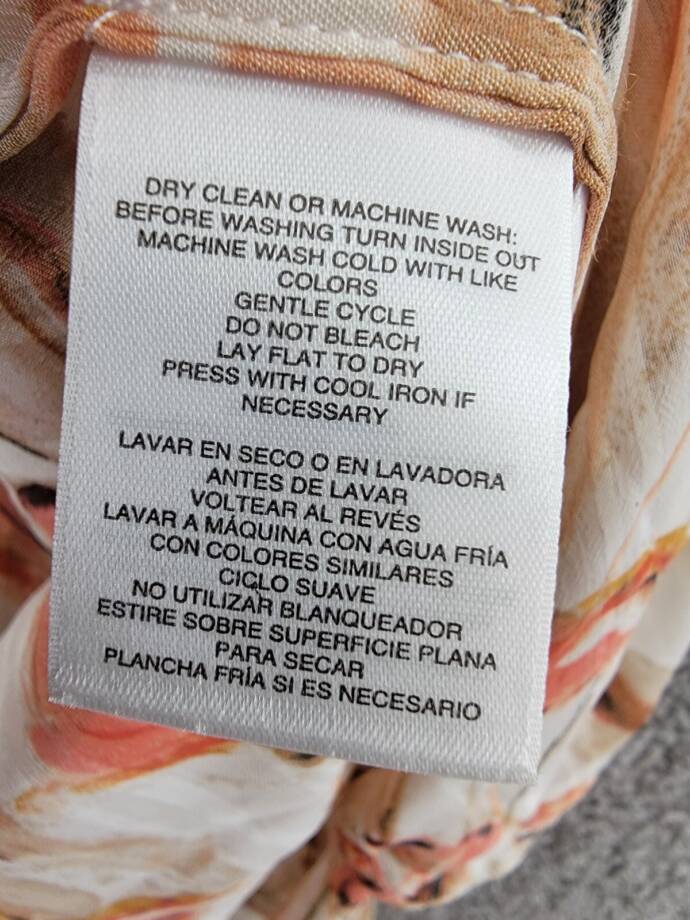 DRY CLEAN OR MACHINE WASH:
BEFORE WASHING TURN INSIDE OUT
MACHINE WASH COLD WITH LIKE
COLORS
GENTLE CYCLE
DO NOT BLEACH
LAY FLAT TO DRY
PRESS WITH COOL IRON IF
NECESSARY
LAVAR EN SECO O EN LAVADORA
ANTES DE LAVAR
VOLTEAR AL REVÉS
LAVAR A MÁQUINA CON AGUA FRÍA
CON COLORES SIMILARES
CICLO SUAVE
NO UTILIZAR BLANQUEADOR
ESTIRE SOBRE SUPERFICIE PLANA
PARA SECAR
PLANCHA FRÍA SI ES NECESARIO